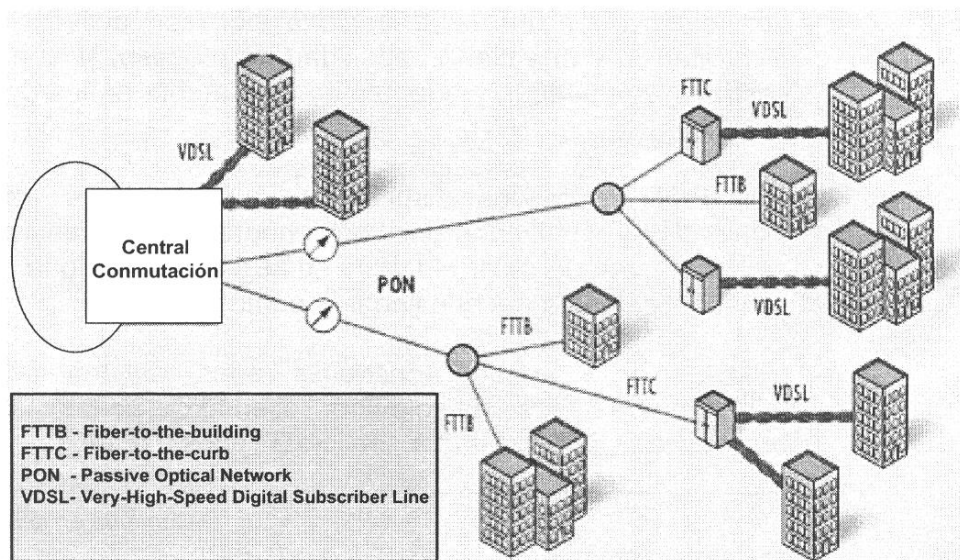 FTTC
VDSL
VDSL
FTTB
Central
Conmutación
PON
VDSL
FTTB
FTTC
VDSL
FTTB
FTTB - Fiber-to-the-building
FTTC - Fiber-to-the-curb
PON - Passive Optical Network
VDSL- Very-High-Speed Digital Subscriber Line